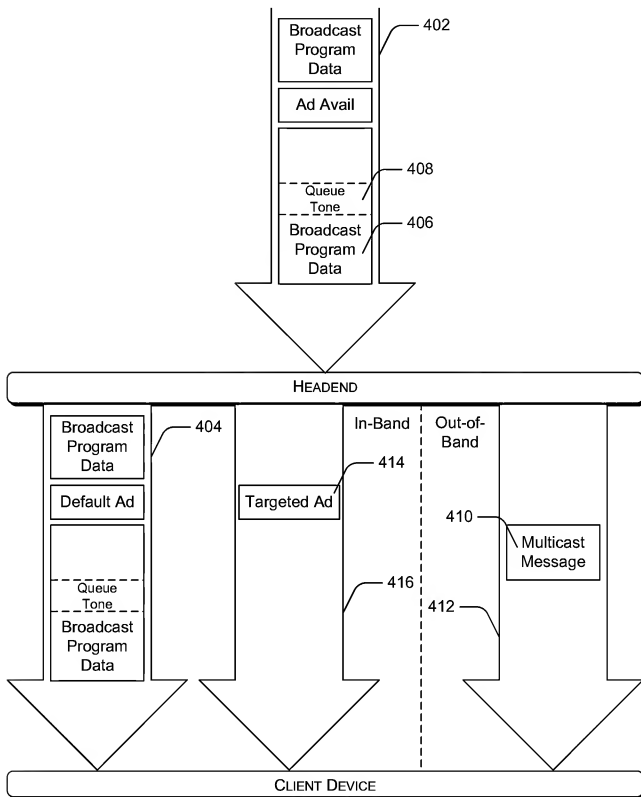 Broadcast
Program
Data
402
Ad Avail
408
Queue
Tone
406
Broadcast
Program
Data
HEADEND
Broadcast
Program
Data
404
In-Band
Out-of-
Band
414
Default Ad
Targeted Ad
410
Multicast
Message
Queue
Tone
416
412
Broadcast
Program
Data
CLIENT DEVICE